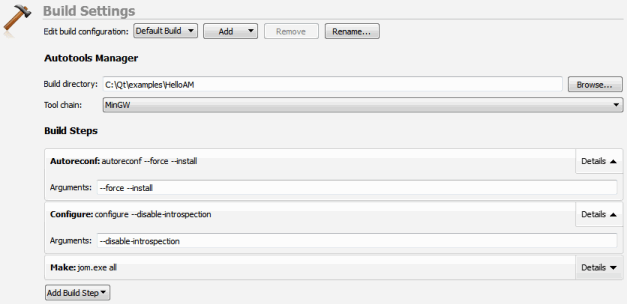 Build Settings
Edit build configuration: Default Build Add Remove Rename...
Autotools Manager
Build directory: C:\Qt\examples\HelloAM Browse...
Tool chain: MinGW
Build Steps
Autoreconf: autoreconf --force --install Details
Arguments: --force --install
Configure: configure --disable-introspection Details
Arguments: --disable-introspection
Make: jom.exe all Details
Add Build Step